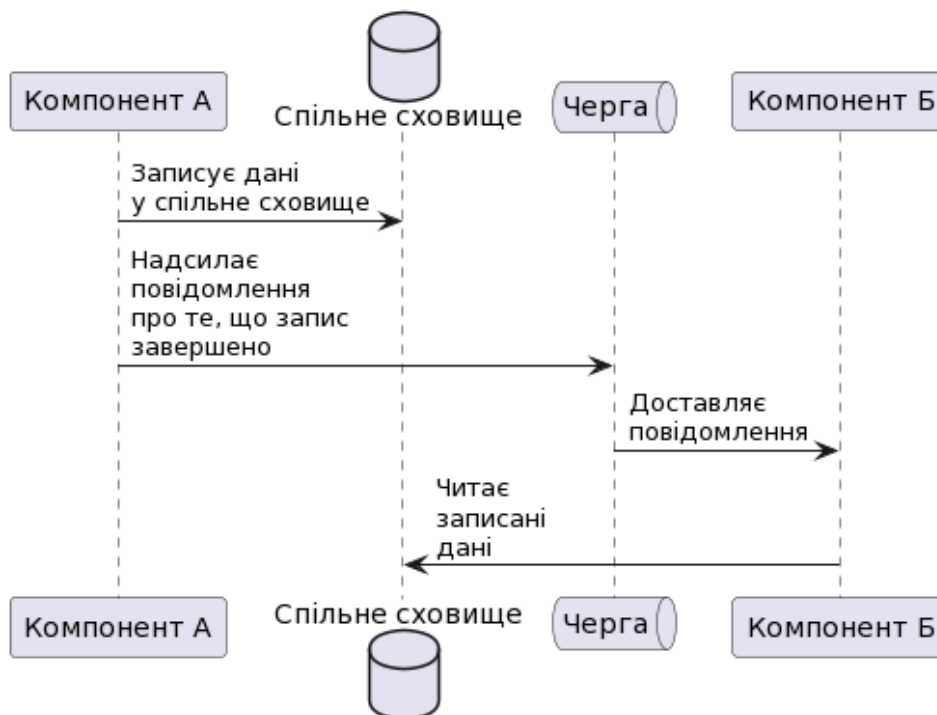 Компонент А
Спільне сховище
Черга
Компонент Б
Записує дані
у спільне сховище
Надсилає
повідомлення
про те, що запис
завершено
Доставляє
повідомлення
Читає
записані
дані
Компонент А
Спільне сховище
Черга
Компонент Б